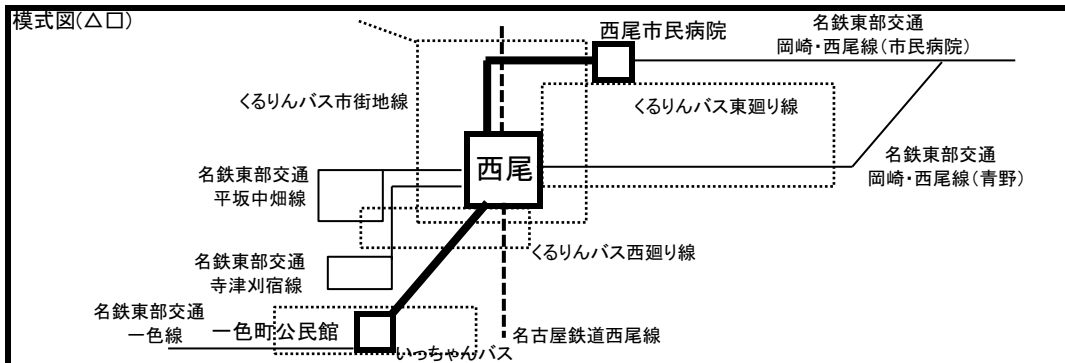 模式図(△□)
西尾市民病院
名鉄東部交通
岡崎・西尾線(市民病院)
くるりんバス市街地線
くるりんバス東廻り線
西尾
名鉄東部交通
岡崎・西尾線(青野)
名鉄東部交通
平坂中畑線
くるりんバス西廻り線
名鉄東部交通
寺津刈宿線
名鉄東部交通
一色線
一色町公民館
いっちゃんバス
名古屋鉄道西尾線